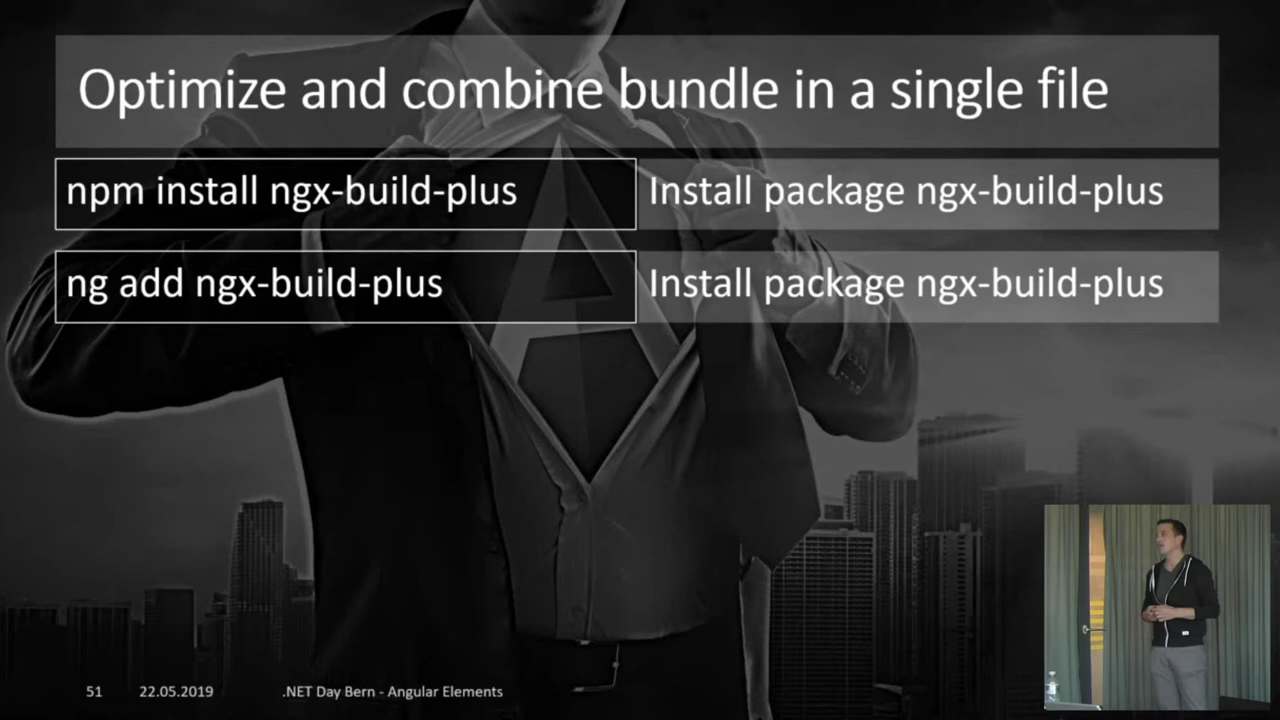 Optimize and combine bundle in a single file
npm install ngx-build-plus
Install package ngx-build-plus
ng add ngx-build-plus
Install package ngx-build-plus
51
22.05.2019
.NET Day Bern - Angular Elements